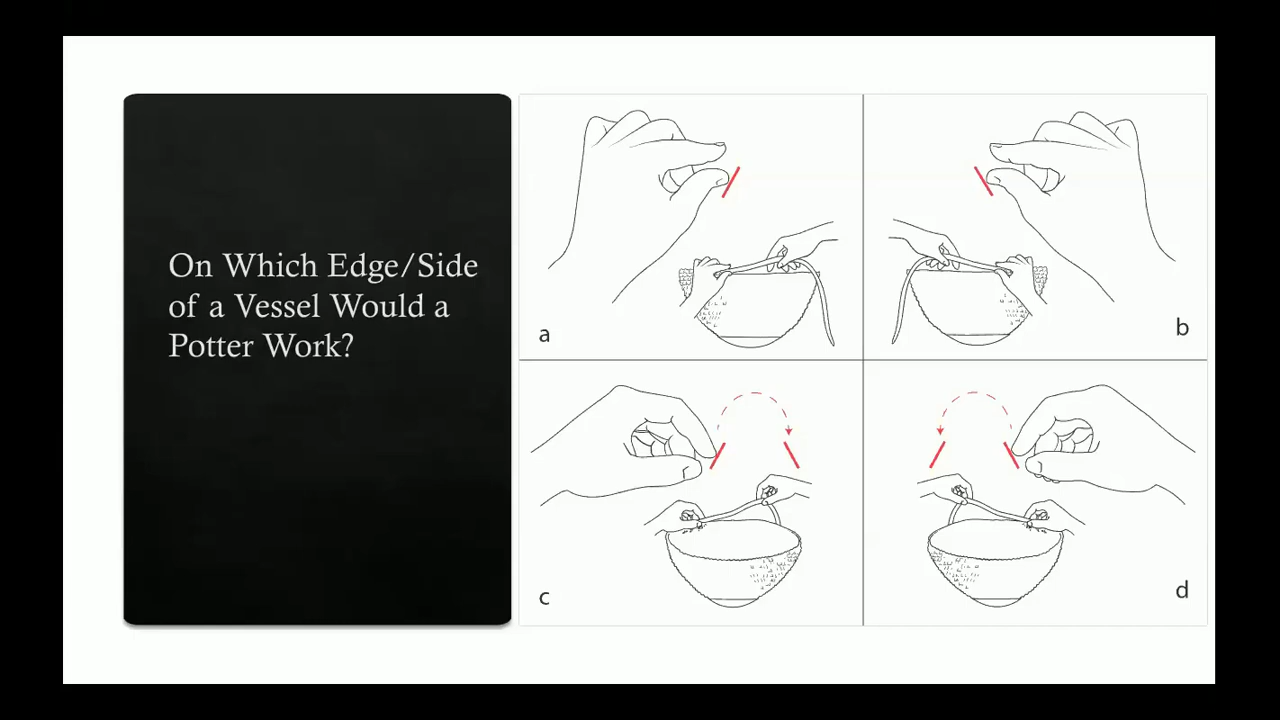 On Which Edge/Side
of a Vessel Would a
Potter Work?
a
b
c
d